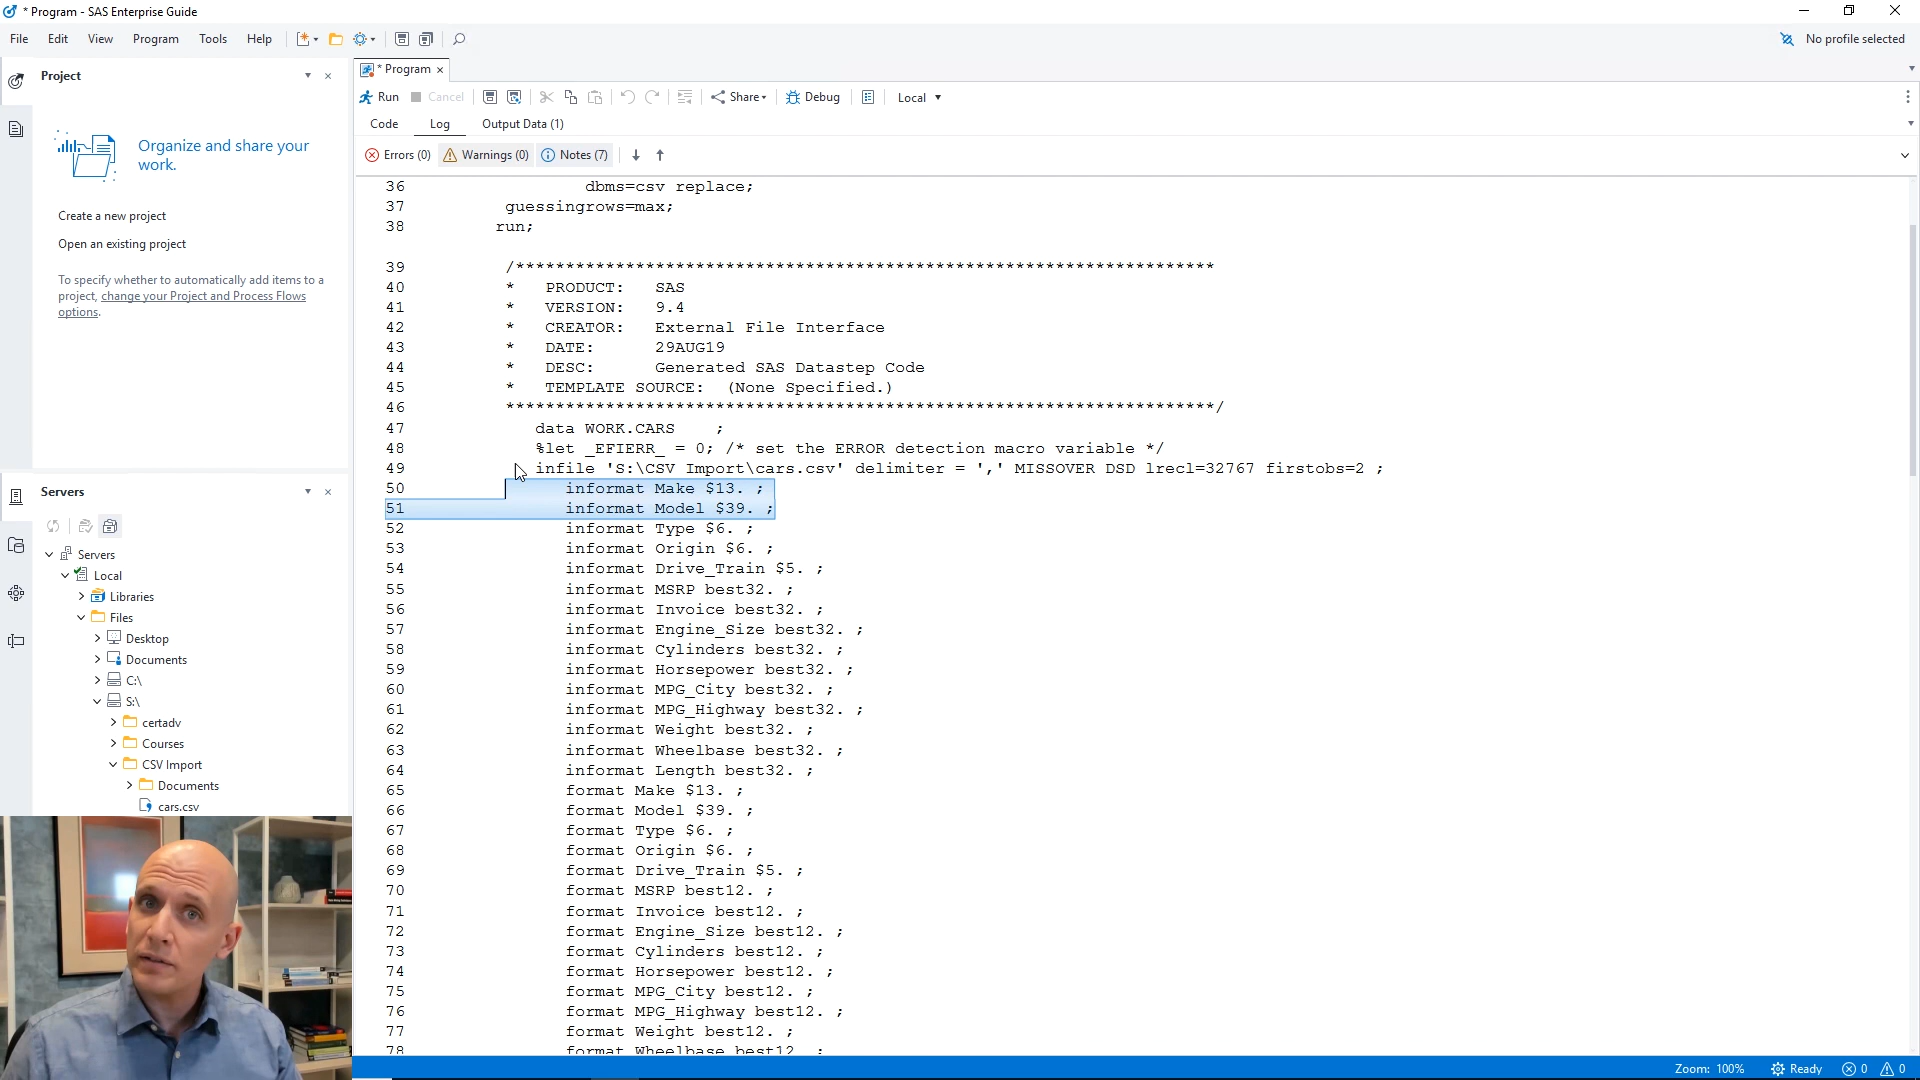 * Program - SAS Enterprise Guide
File Edit View Program Tools Help
No profile selected
Project
Organize and share your
work.
Create a new project
Open an existing project
To specify whether to automatically add items to a
project, change your Project and Process Flows
options.
Servers
Servers
Local
Libraries
Files
Desktop
Documents
C:\
S:\
certadv
Courses
CSV Import
Documents
cars.csv
* Program
Run Cancel Share Debug Local
Code Log Output Data (1)
Errors (0) Warnings (0) Notes (7)
36 dbms=csv replace;
37 guessingrows=max;
38 run;
39 /**********************************************************************
40 * PRODUCT: SAS
41 * VERSION: 9.4
42 * CREATOR: External File Interface
43 * DATE: 29AUG19
44 * DESC: Generated SAS Datastep Code
45 * TEMPLATE SOURCE: (None Specified.)
46 ***********************************************************************/
47 data WORK.CARS ;
48 %let _EFIERR_ = 0; /* set the ERROR detection macro variable */
49 infile 'S:\CSV Import\cars.csv' delimiter = ',' MISSOVER DSD lrecl=32767 firstobs=2 ;
50 informat Make $13. ;
51 informat Model $39. ;
52 informat Type $6. ;
53 informat Origin $6. ;
54 informat Drive_Train $5. ;
55 informat MSRP best32. ;
56 informat Invoice best32. ;
57 informat Engine_Size best32. ;
58 informat Cylinders best32. ;
59 informat Horsepower best32. ;
60 informat MPG_City best32. ;
61 informat MPG_Highway best32. ;
62 informat Weight best32. ;
63 informat Wheelbase best32. ;
64 informat Length best32. ;
65 format Make $13. ;
66 format Model $39. ;
67 format Type $6. ;
68 format Origin $6. ;
69 format Drive_Train $5. ;
70 format MSRP best12. ;
71 format Invoice best12. ;
72 format Engine_Size best12. ;
73 format Cylinders best12. ;
74 format Horsepower best12. ;
75 format MPG_City best12. ;
76 format MPG_Highway best12. ;
77 format Weight best12. ;
78 format Wheelbase best12. ;
Zoom: 100% Ready 0 0